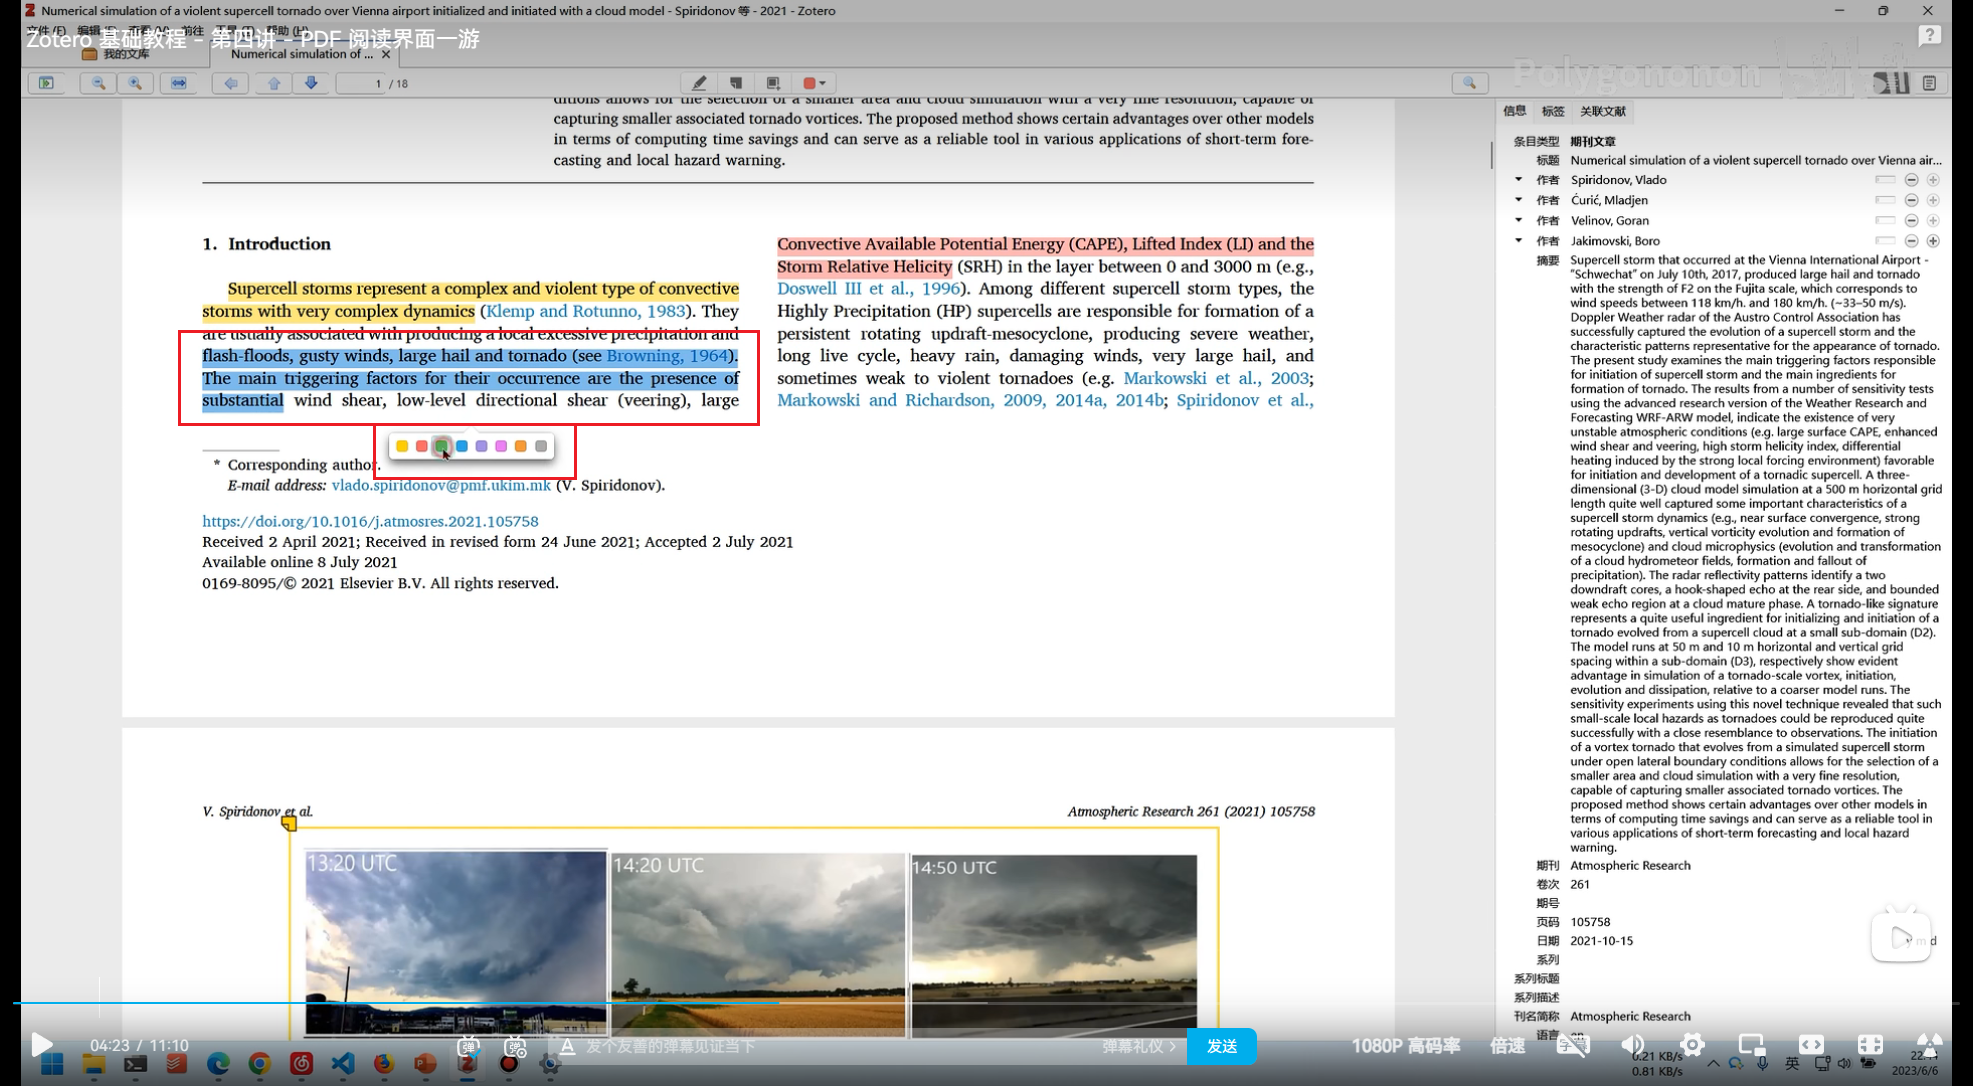 Numerical simulation of a violent supercell tornado over Vienna airport initialized and initiated with a cloud model - Spiridonov 等 - 2021 - Zotero
Zotero 基础教程 - 第四讲 - PDF 阅读界面一游
我的文库
Numerical simulation of ...
1 / 18
Polygononon
ditions allows for the selection of a smaller area and cloud simulation with a very fine resolution, capable of
capturing smaller associated tornado vortices. The proposed method shows certain advantages over other models
in terms of computing time savings and can serve as a reliable tool in various applications of short-term fore-
casting and local hazard warning.
1. Introduction
Supercell storms represent a complex and violent type of convective
storms with very complex dynamics (Klemp and Rotunno, 1983). They
are usually associated with producing a local excessive precipitation and
flash-floods, gusty winds, large hail and tornado (see Browning, 1964).
The main triggering factors for their occurrence are the presence of
substantial wind shear, low-level directional shear (veering), large
Convective Available Potential Energy (CAPE), Lifted Index (LI) and the
Storm Relative Helicity (SRH) in the layer between 0 and 3000 m (e.g.,
Doswell III et al., 1996). Among different supercell storm types, the
Highly Precipitation (HP) supercells are responsible for formation of a
persistent rotating updraft-mesocyclone, producing severe weather,
long live cycle, heavy rain, damaging winds, very large hail, and
sometimes weak to violent tornadoes (e.g. Markowski et al., 2003;
Markowski and Richardson, 2009, 2014a, 2014b; Spiridonov et al.,
* Corresponding author.
E-mail address: vlado.spiridonov@pmf.ukim.mk (V. Spiridonov).
https://doi.org/10.1016/j.atmosres.2021.105758
Received 2 April 2021; Received in revised form 24 June 2021; Accepted 2 July 2021
Available online 8 July 2021
0169-8095/© 2021 Elsevier B.V. All rights reserved.
V. Spiridonov et al.
Atmospheric Research 261 (2021) 105758
13:20 UTC
14:20 UTC
14:50 UTC
信息 标签 关联文献
条目类型 期刊文章
标题 Numerical simulation of a violent supercell tornado over Vienna air...
作者 Spiridonov, Vlado
作者 Ćurić, Mladjen
作者 Velinov, Goran
作者 Jakimovski, Boro
摘要 Supercell storm that occurred at the Vienna International Airport -
"Schwechat" on July 10th, 2017, produced large hail and tornado
with the strength of F2 on the Fujita scale, which corresponds to
wind speeds between 118 km/h. and 180 km/h. (~33–50 m/s).
Doppler Weather radar of the Austro Control Association has
successfully captured the evolution of a supercell storm and the
characteristic patterns representative for the appearance of tornado.
The present study examines the main triggering factors responsible
for initiation of supercell storm and the main ingredients for
formation of tornado. The results from a number of sensitivity tests
using the advanced research version of the Weather Research and
Forecasting WRF-ARW model, indicate the existence of very
unstable atmospheric conditions (e.g. large surface CAPE, enhanced
wind shear and veering, high storm helicity index, differential
heating induced by the strong local forcing environment) favorable
for initiation and development of a tornadic supercell. A three-
dimensional (3-D) cloud model simulation at a 500 m horizontal grid
length quite well captured some important characteristics of a
supercell storm dynamics (e.g., near surface convergence, strong
rotating updrafts, vertical vorticity evolution and formation of
mesocyclone) and cloud microphysics (evolution and transformation
of a cloud hydrometeor fields, formation and fallout of
precipitation). The radar reflectivity patterns identify a two
downdraft cores, a hook-shaped echo at the rear side, and bounded
weak echo region at a cloud mature phase. A tornado-like signature
represents a quite useful ingredient for initializing and initiation of a
tornado evolved from a supercell cloud at a small sub-domain (D2).
The model runs at 50 m and 10 m horizontal and vertical grid
spacing within a sub-domain (D3), respectively show evident
advantage in simulation of a tornado-scale vortex, initiation,
evolution and dissipation, relative to a coarser model runs. The
sensitivity experiments using this novel technique revealed that such
small-scale local hazards as tornadoes could be reproduced quite
successfully with a close resemblance to observations. The initiation
of a vortex tornado that evolves from a simulated supercell storm
under open lateral boundary conditions allows for the selection of a
smaller area and cloud simulation with a very fine resolution,
capable of capturing smaller associated tornado vortices. The
proposed method shows certain advantages over other models in
terms of computing time savings and can serve as a reliable tool in
various applications of short-term forecasting and local hazard
warning.
期刊 Atmospheric Research
卷次 261
期号
页码 105758
日期 2021-10-15
系列
系列标题
系列描述
刊名简称 Atmospheric Research
语言 en
04:23 / 11:10
发个友善的弹幕见证当下
弹幕礼仪
发送
1080P 高码率
倍速
字幕
0.21 KB/s
0.81 KB/s
英
2023/6/6